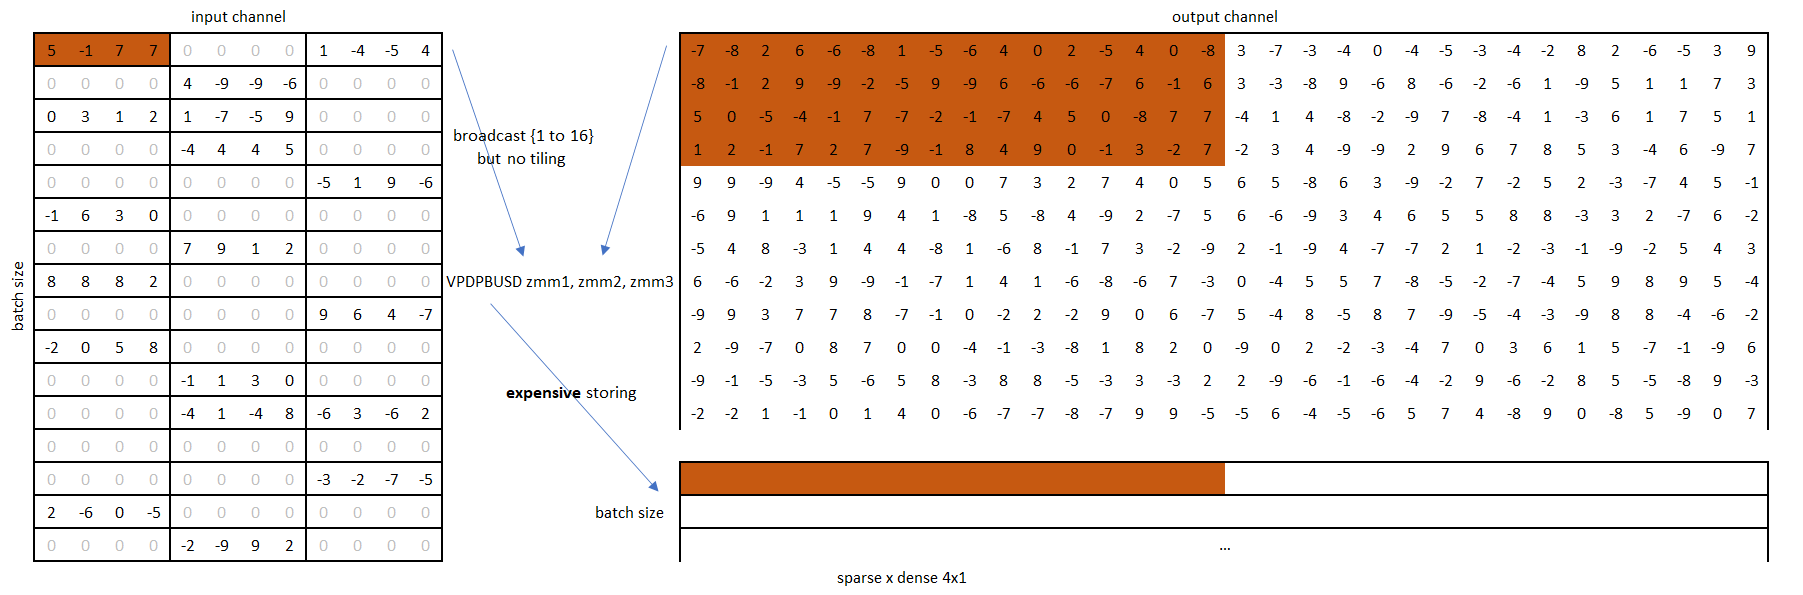 input channel
output channel
5 -1 7 7 0 0 0 0 1 -4 -5 4
0 0 0 0 4 -9 -9 -6 0 0 0 0
0 3 1 2 1 -7 -5 9 0 0 0 0
0 0 0 0 -4 4 4 5 0 0 0 0
0 0 0 0 0 0 0 0 -5 1 9 -6
-1 6 3 0 0 0 0 0 0 0 0 0
0 0 0 0 7 9 1 2 0 0 0 0
8 8 8 2 0 0 0 0 0 0 0 0
0 0 0 0 0 0 0 0 9 6 4 -7
-2 0 5 8 0 0 0 0 0 0 0 0
0 0 0 0 -1 1 3 0 0 0 0 0
0 0 0 0 -4 1 -4 8 -6 3 -6 2
0 0 0 0 0 0 0 0 0 0 0 0
0 0 0 0 0 0 0 0 -3 -2 -7 -5
2 -6 0 -5 0 0 0 0 0 0 0 0
0 0 0 0 -2 -9 9 2 0 0 0 0
batch size
broadcast {1 to 16}
but no tiling
VPDPBUSD zmm1, zmm2, zmm3
expensive storing
-7 -8 2 6 -6 -8 1 -5 -6 4 0 2 -5 4 0 -8 3 -7 -3 -4 0 -4 -5 -3 -4 -2 8 2 -6 -5 3 9
-8 -1 2 9 -9 -2 -5 9 -9 6 -6 -6 -7 6 -1 6 3 -3 -8 9 -6 8 -6 -2 -6 1 -9 5 1 1 7 3
5 0 -5 -4 -1 7 -7 -2 -1 -7 4 5 0 -8 7 7 -4 1 4 -8 -2 -9 7 -8 -4 1 -3 6 1 7 5 1
1 2 -1 7 2 7 -9 -1 8 4 9 0 -1 3 -2 7 -2 3 4 -9 -9 2 9 6 7 8 5 3 -4 6 -9 7
9 9 -9 4 -5 -5 9 0 0 7 3 2 7 4 0 5 6 5 -8 6 3 -9 -2 7 -2 5 2 -3 -7 4 5 -1
-6 9 1 1 1 9 4 1 -8 5 -8 4 -9 2 -7 5 6 -6 -9 3 4 6 5 5 8 8 -3 3 2 -7 6 -2
-5 4 8 -3 1 4 4 -8 1 -6 8 -1 7 3 -2 -9 2 -1 -9 4 -7 -7 2 1 -2 -3 -1 -9 -2 5 4 3
6 -6 -2 3 9 -9 -1 -7 1 4 1 -6 -8 -6 7 -3 0 -4 5 5 7 -8 -5 -2 -7 -4 5 9 8 9 5 -4
-9 9 3 7 7 8 -7 -1 0 -2 2 -2 9 0 6 -7 5 -4 8 -5 8 7 -9 -5 -4 -3 -9 8 8 -4 -6 -2
2 -9 -7 0 8 7 0 0 -4 -1 -3 -8 1 8 2 0 -9 0 2 -2 -3 -4 7 0 3 6 1 5 -7 -1 -9 6
-9 -1 -5 -3 5 -6 5 8 -3 8 8 -5 -3 3 -3 2 2 -9 -6 -1 -6 -4 -2 9 -6 -2 8 5 -5 -8 9 -3
-2 -2 1 -1 0 1 4 0 -6 -7 -7 -8 -7 9 9 -5 -5 6 -4 -5 -6 5 7 4 -8 9 0 -8 5 -9 0 7
batch size
...
sparse x dense 4x1